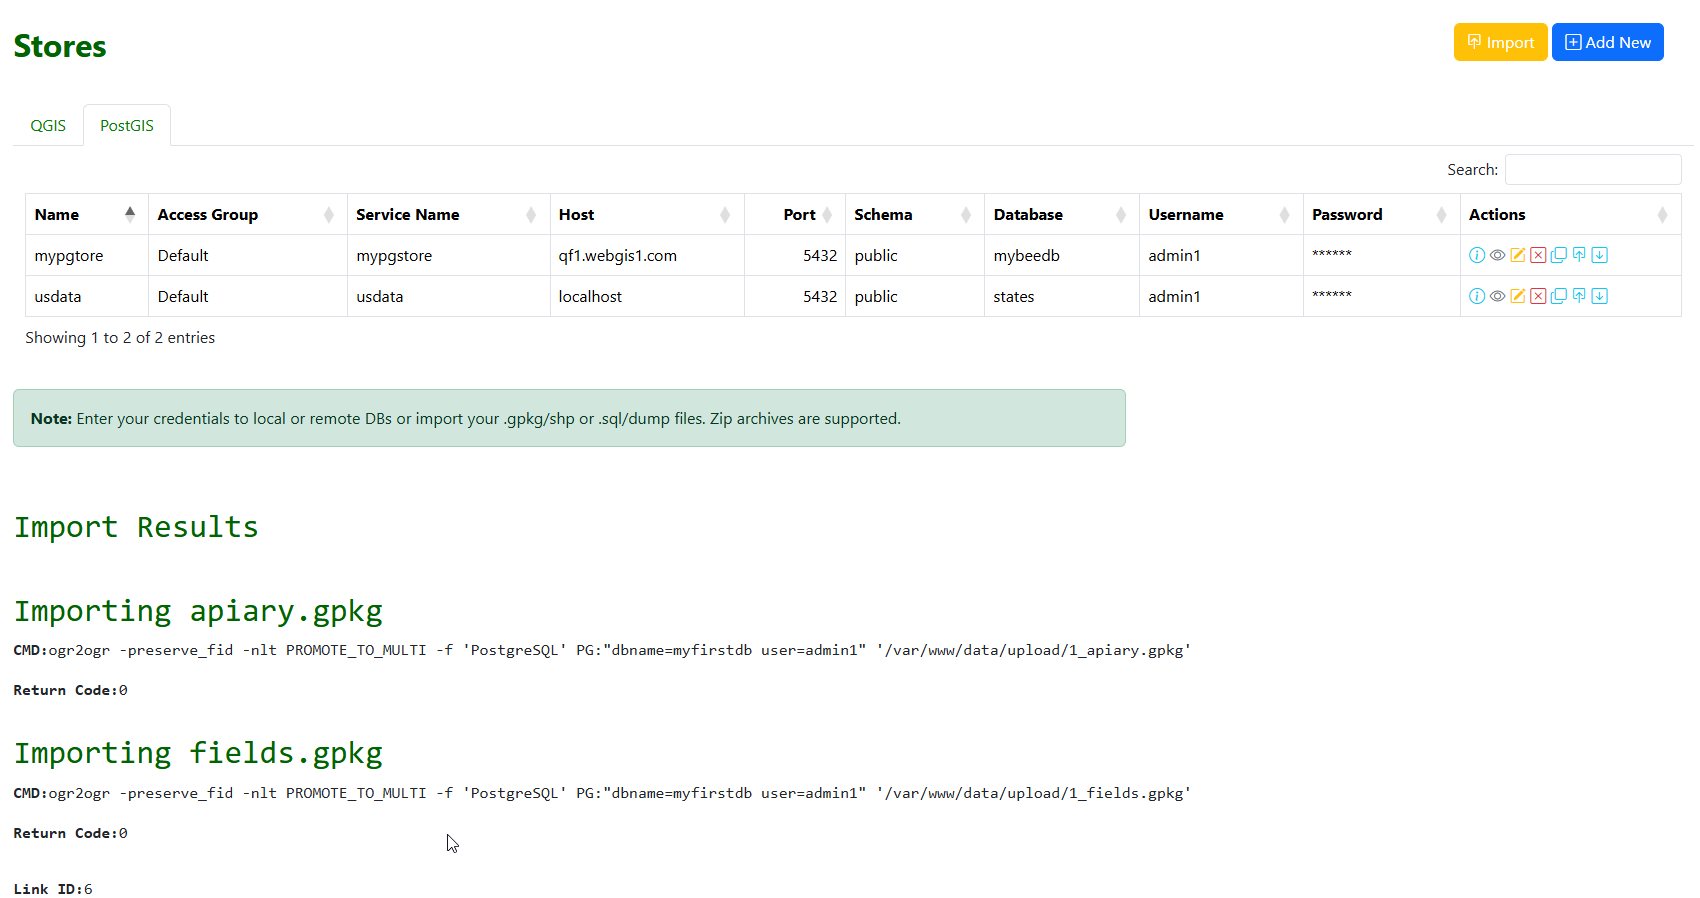 Stores
Import
Add New
QGIS
PostGIS
Search:
Name Access Group Service Name Host Port Schema Database Username Password Actions
mypgtore Default mypgstore qf1.webgis1.com 5432 public mybeedb admin1 ******
usdata Default usdata localhost 5432 public states admin1 ******
Showing 1 to 2 of 2 entries
Note: Enter your credentials to local or remote DBs or import your .gpkg/shp or .sql/dump files. Zip archives are supported.
Import Results
Importing apiary.gpkg
CMD:ogr2ogr -preserve_fid -nlt PROMOTE_TO_MULTI -f 'PostgreSQL' PG:"dbname=myfirstdb user=admin1" '/var/www/data/upload/1_apiary.gpkg'
Return Code:0
Importing fields.gpkg
CMD:ogr2ogr -preserve_fid -nlt PROMOTE_TO_MULTI -f 'PostgreSQL' PG:"dbname=myfirstdb user=admin1" '/var/www/data/upload/1_fields.gpkg'
Return Code:0
Link ID:6